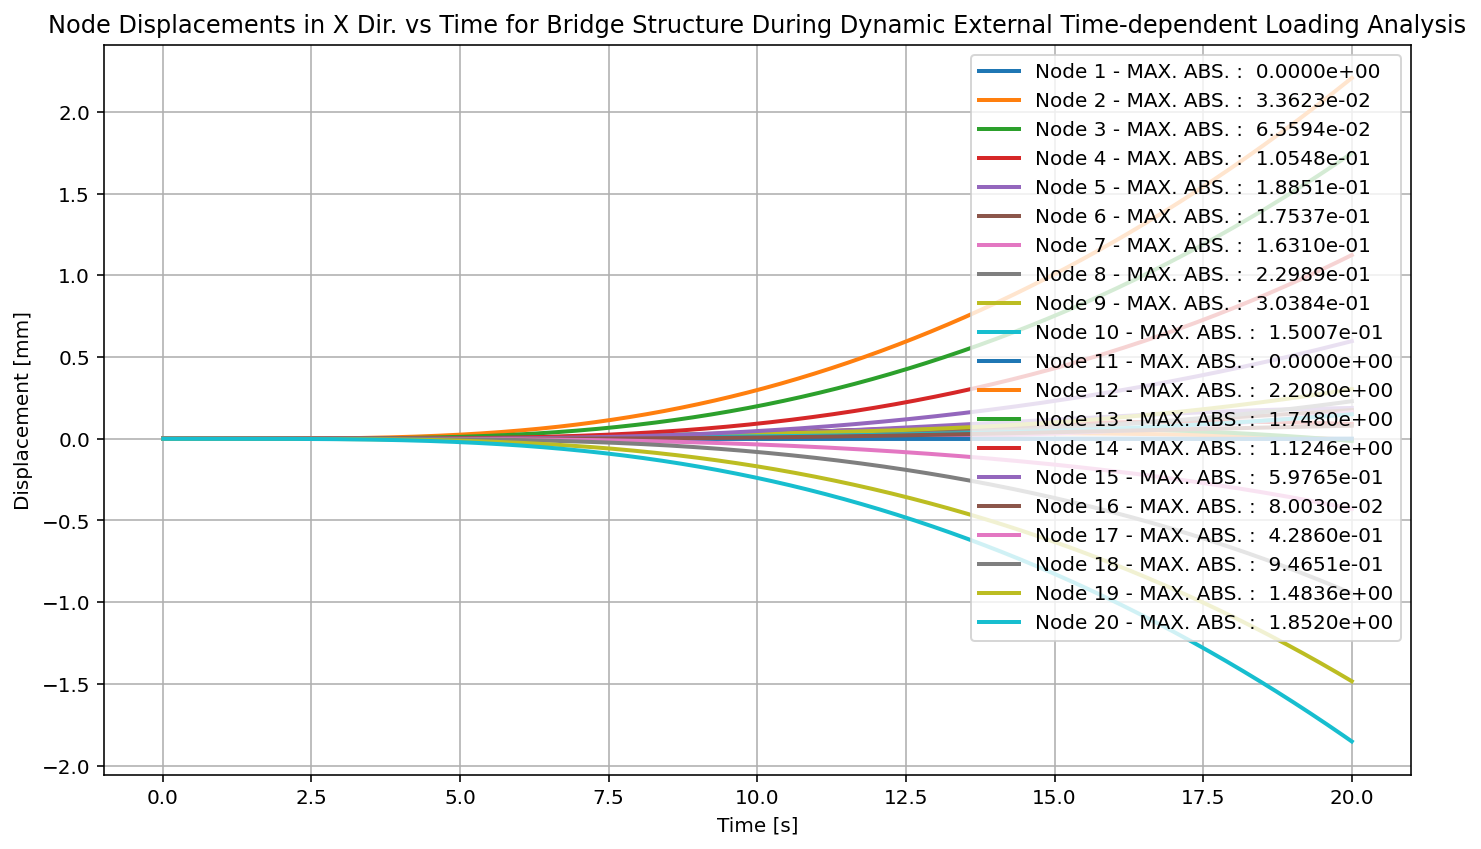 Node Displacements in X Dir. vs Time for Bridge Structure During Dynamic External Time-dependent Loading Analysis
Node 1 - MAX. ABS. : 0.0000e+00
Node 2 - MAX. ABS. : 3.3623e-02
Node 3 - MAX. ABS. : 6.5594e-02
Node 4 - MAX. ABS. : 1.0548e-01
Node 5 - MAX. ABS. : 1.8851e-01
Node 6 - MAX. ABS. : 1.7537e-01
Node 7 - MAX. ABS. : 1.6310e-01
Node 8 - MAX. ABS. : 2.2989e-01
Node 9 - MAX. ABS. : 3.0384e-01
Node 10 - MAX. ABS. : 1.5007e-01
Node 11 - MAX. ABS. : 0.0000e+00
Node 12 - MAX. ABS. : 2.2080e+00
Node 13 - MAX. ABS. : 1.7480e+00
Node 14 - MAX. ABS. : 1.1246e+00
Node 15 - MAX. ABS. : 5.9765e-01
Node 16 - MAX. ABS. : 8.0030e-02
Node 17 - MAX. ABS. : 4.2860e-01
Node 18 - MAX. ABS. : 9.4651e-01
Node 19 - MAX. ABS. : 1.4836e+00
Node 20 - MAX. ABS. : 1.8520e+00
Displacement [mm]
2.0
1.5
1.0
0.5
0.0
−0.5
−1.0
−1.5
−2.0
0.0 2.5 5.0 7.5 10.0 12.5 15.0 17.5 20.0
Time [s]